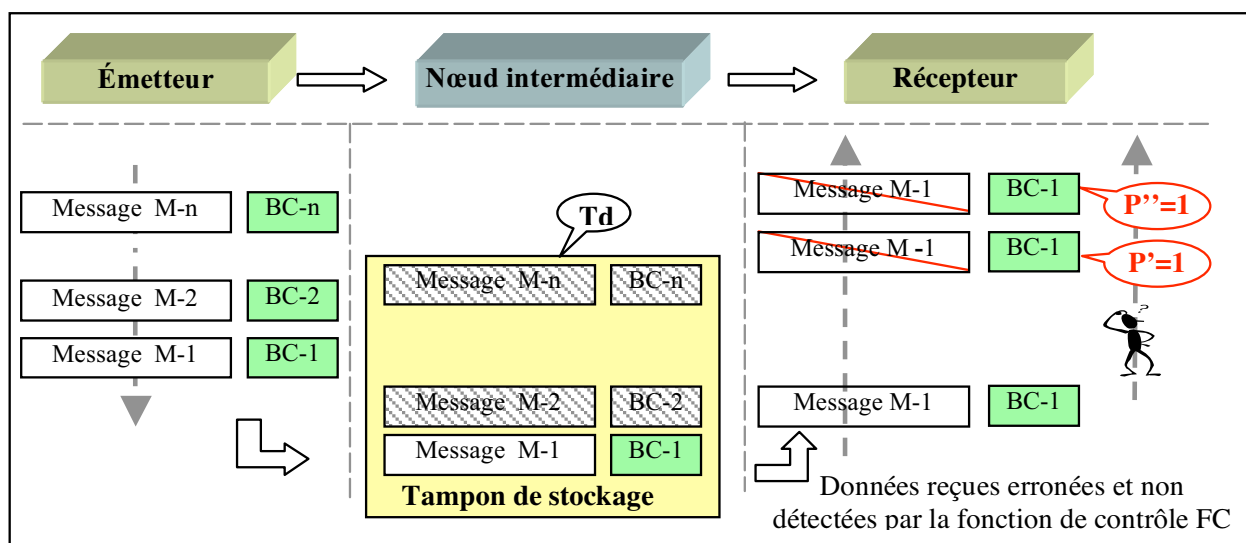 Émetteur
Nœud intermédiaire
Récepteur
Message M-n
BC-n
Message M-2
BC-2
Message M-1
BC-1
Td
Message M-n
BC-n
Message M-2
BC-2
Message M-1
BC-1
Tampon de stockage
Message M-1
BC-1
P’’=1
Message M -1
BC-1
P'=1
?
Message M-1
BC-1
Données reçues erronées et non
détectées par la fonction de contrôle FC